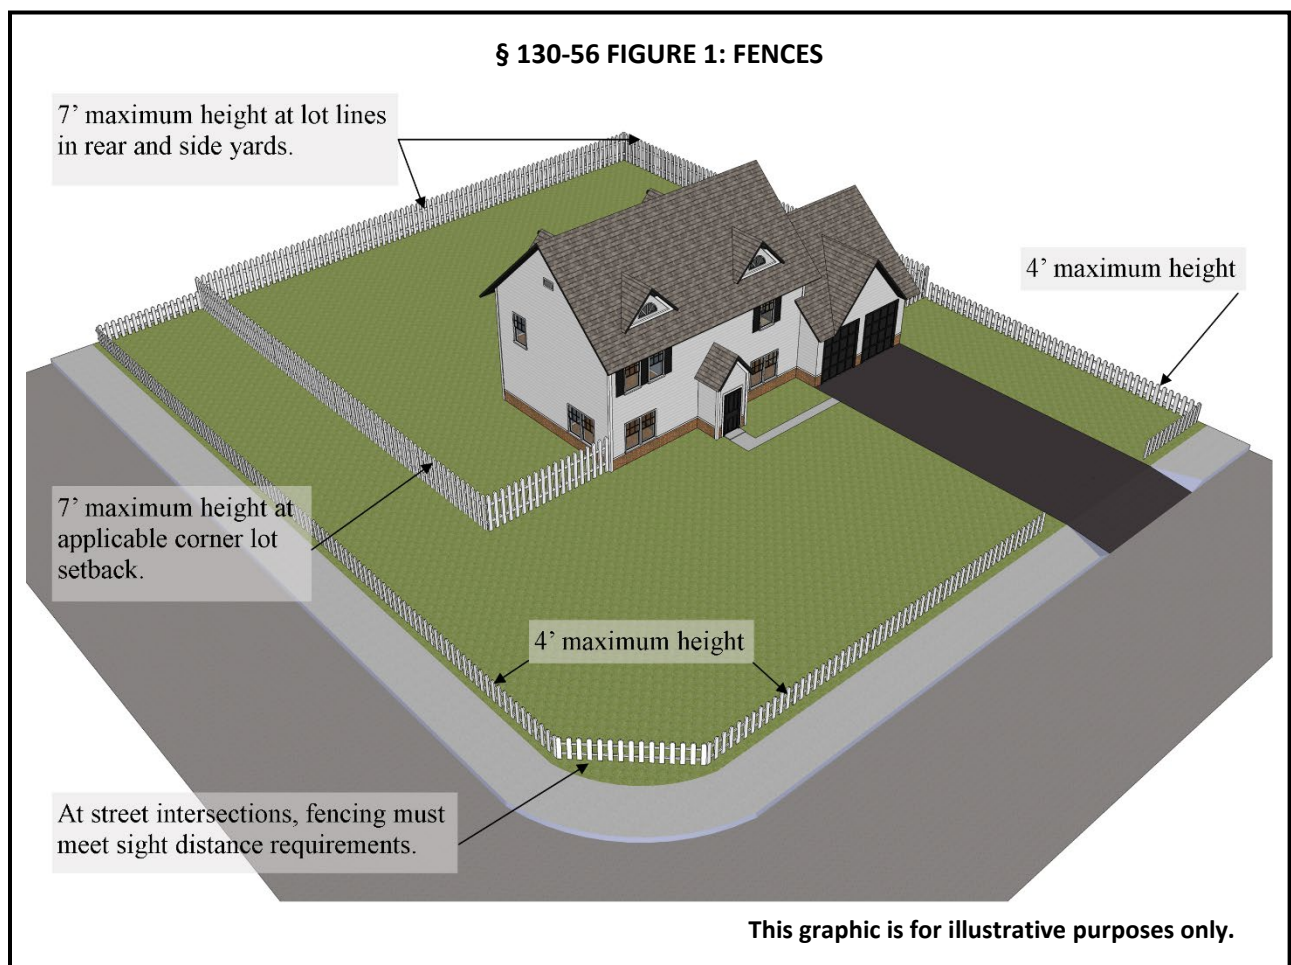 § 130-56 FIGURE 1: FENCES
7’ maximum height at lot lines
in rear and side yards.
4’ maximum height
7’ maximum height at
applicable corner lot
setback.
4’ maximum height
At street intersections, fencing must
meet sight distance requirements.
This graphic is for illustrative purposes only.